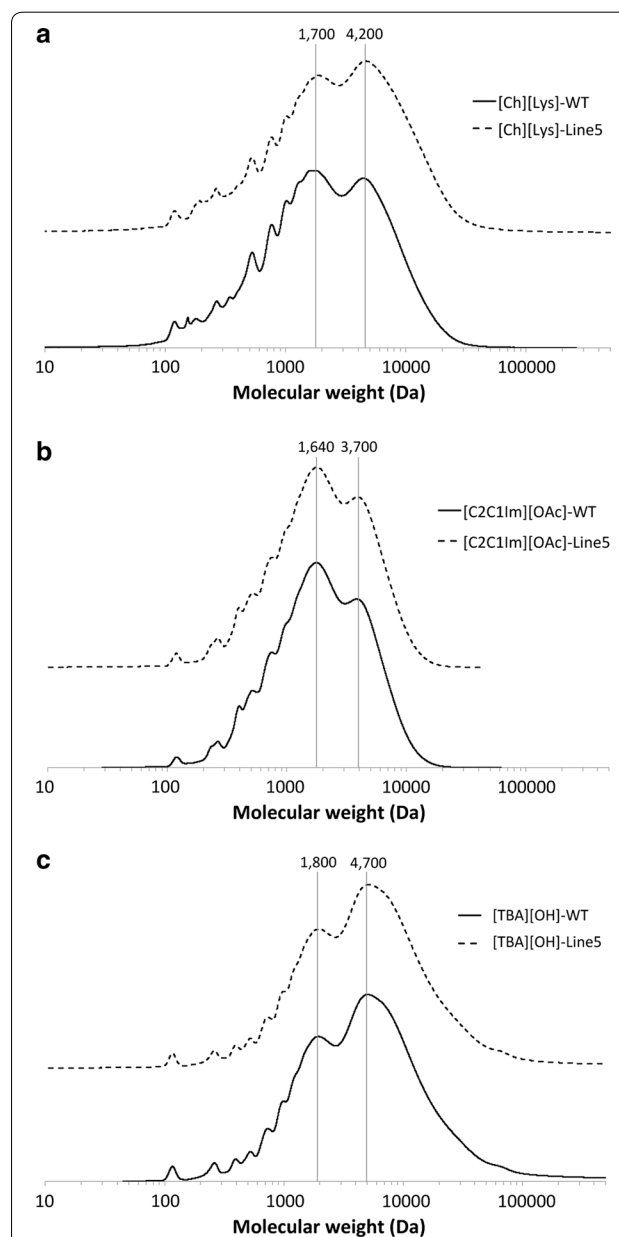 a
1,700 4,200
[Ch][Lys]-WT
[Ch][Lys]-Line5
10 100 1000 10000 100000
Molecular weight (Da)
b
1,640 3,700
[C2C1Im][OAc]-WT
[C2C1Im][OAc]-Line5
10 100 1000 10000 100000
Molecular weight (Da)
c
1,800 4,700
[TBA][OH]-WT
[TBA][OH]-Line5
10 100 1000 10000 100000
Molecular weight (Da)